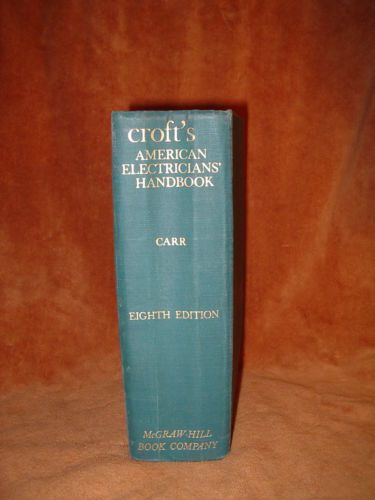 croft's
AMERICAN
ELECTRICIANS'
HANDBOOK
CARR
EIGHTH EDITION
McGRAW-HILL
BOOK COMPANY